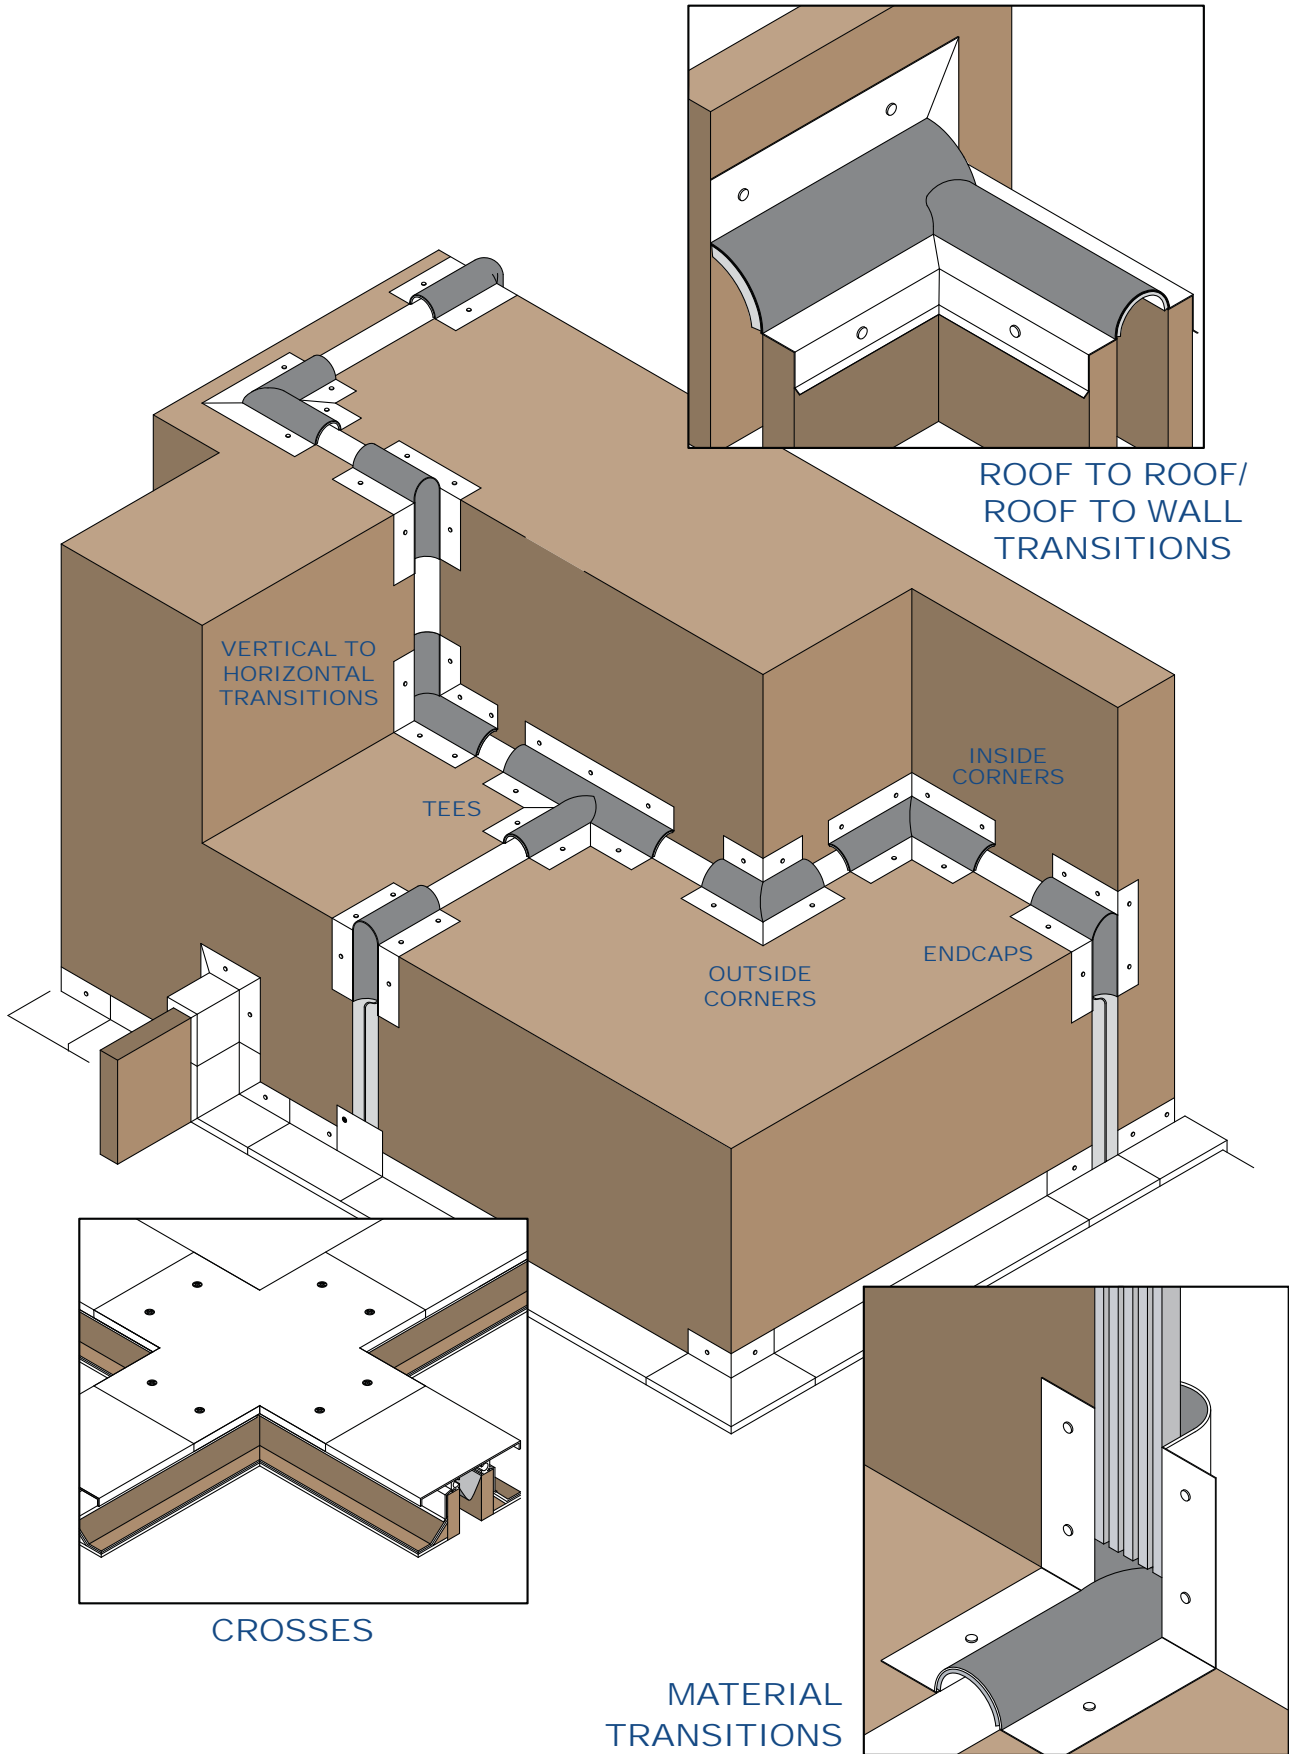 ROOF TO ROOF/
ROOF TO WALL
TRANSITIONS
VERTICAL TO
HORIZONTAL
TRANSITIONS
INSIDE
CORNERS
TEES
ENDCAPS
OUTSIDE
CORNERS
CROSSES
MATERIAL
TRANSITIONS